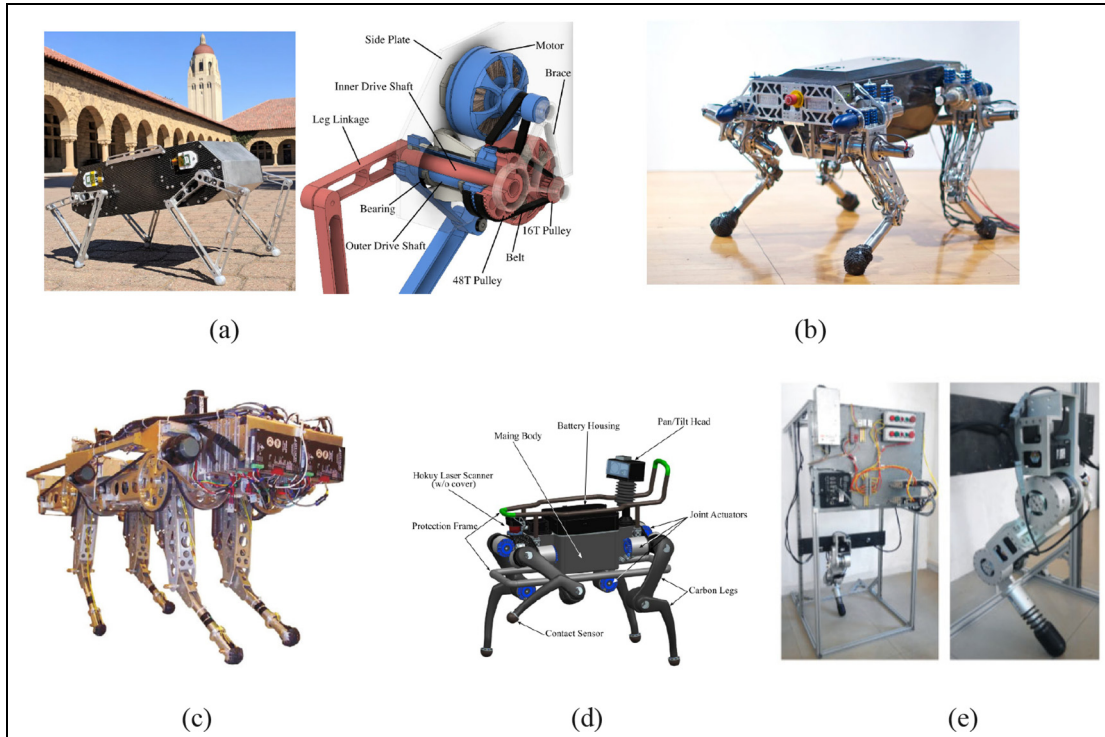 Side Plate
Motor
Inner Drive Shaft
Brace
Leg Linkage
Bearing
16T Pulley
Outer Drive Shaft
Belt
48T Pulley
(a)
(b)
Pan/Tilt Head
Battery Housing
Maing Body
Hokuy Laser Scanner
(w/o cover)
Protection Frame
Joint Actuators
Carbon Legs
Contact Sensor
(c)
(d)
(e)